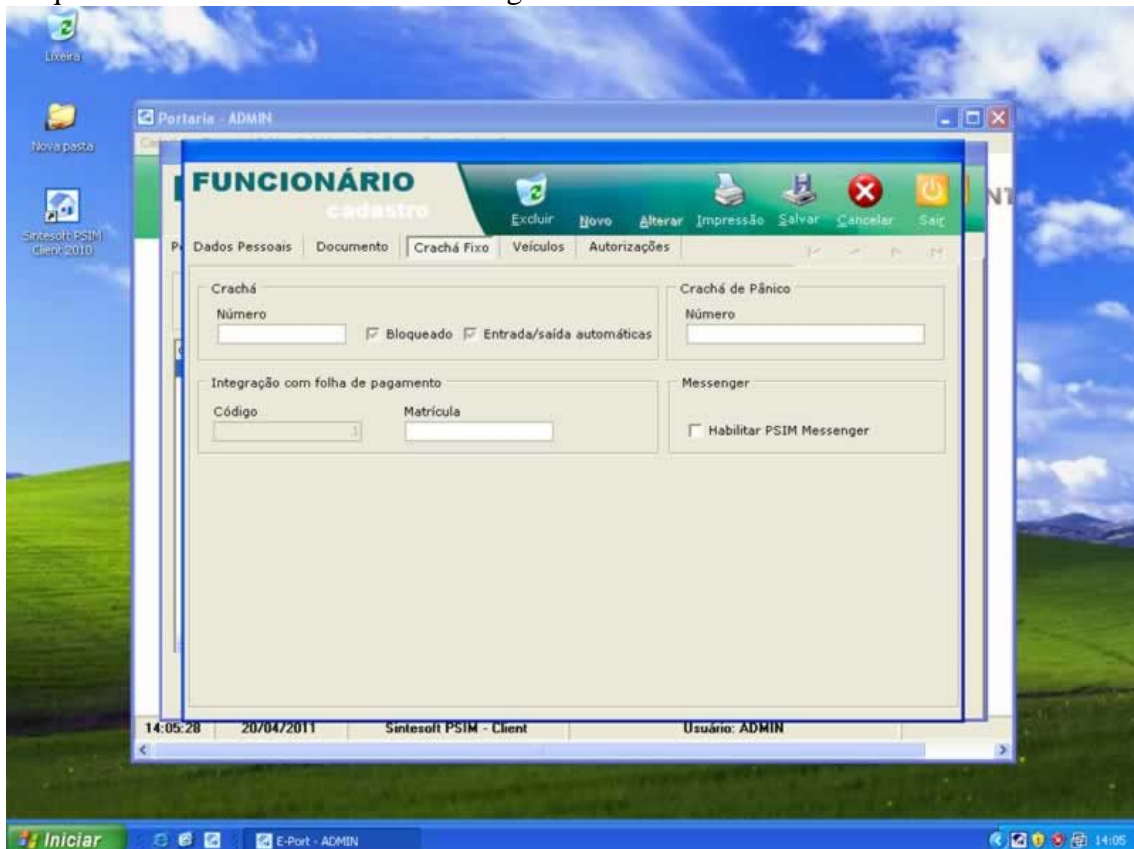 Lixeira
Nova pasta
Sintesoft PSIM
Client 2010
Portaria - ADMIN
FUNCIONÁRIO
cadastro
Excluir Novo Alterar Impressão Salvar Cancelar Sair
Dados Pessoais Documento Crachá Fixo Veículos Autorizações
Crachá
Número
Bloqueado Entrada/saída automáticas
Crachá de Pânico
Número
Integração com folha de pagamento
Código Matrícula
1
Messenger
Habilitar PSIM Messenger
14:05:28 20/04/2011 Sintesoft PSIM - Client Usuário: ADMIN
Iniciar E-Port - ADMIN 14:05